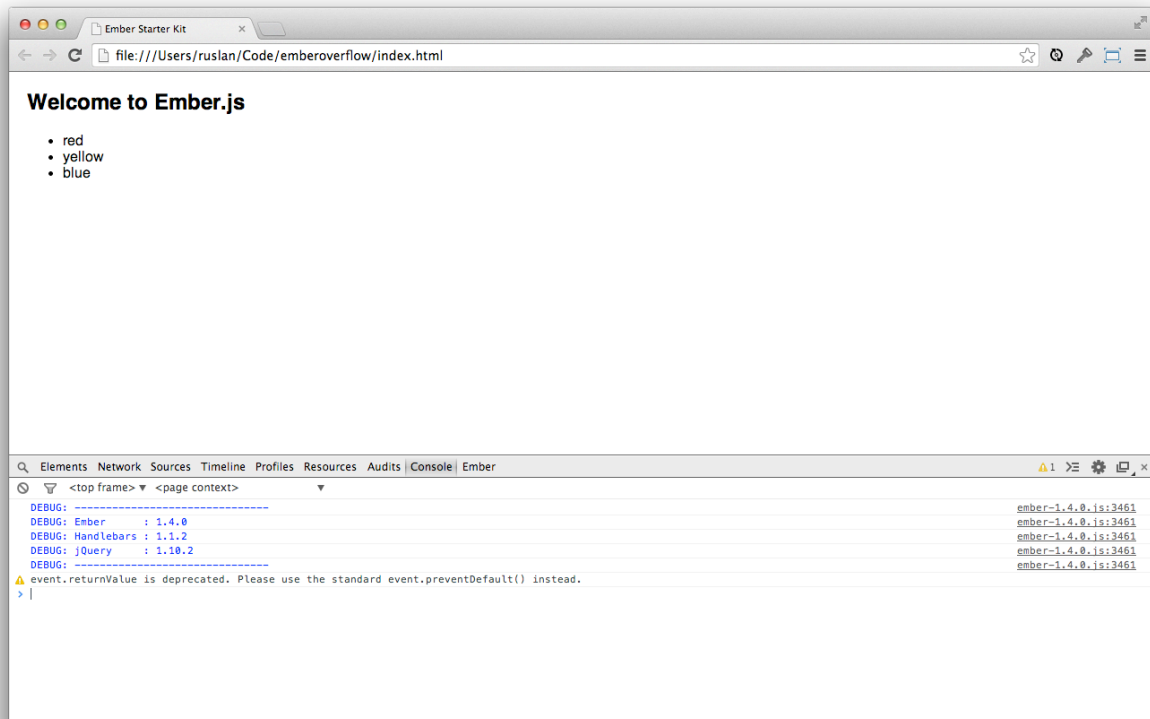 Ember Starter Kit
file:///Users/ruslan/Code/emberoverflow/index.html
Welcome to Ember.js
• red
• yellow
• blue
Elements Network Sources Timeline Profiles Resources Audits Console Ember 1
<top frame> <page context>
DEBUG: ------------------------------- ember-1.4.0.js:3461
DEBUG: Ember      : 1.4.0 ember-1.4.0.js:3461
DEBUG: Handlebars : 1.1.2 ember-1.4.0.js:3461
DEBUG: jQuery     : 1.10.2 ember-1.4.0.js:3461
DEBUG: ------------------------------- ember-1.4.0.js:3461
event.returnValue is deprecated. Please use the standard event.preventDefault() instead.
>